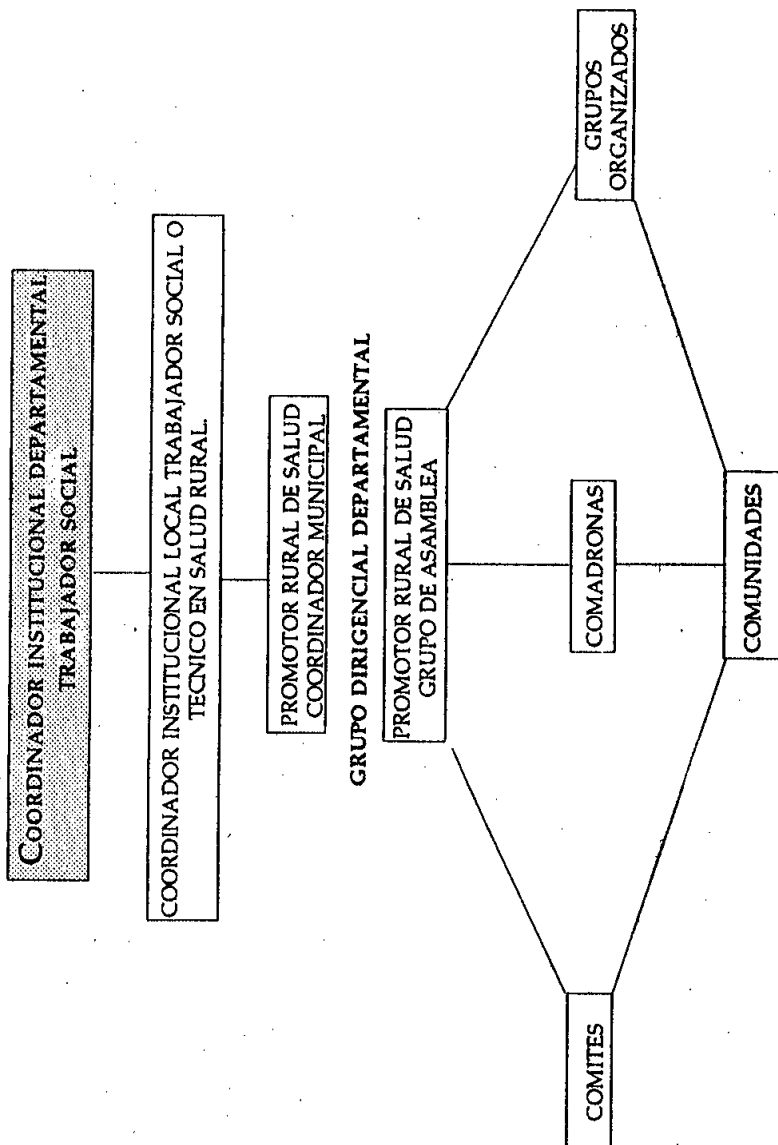 COORDINADOR INSTITUCIONAL DEPARTAMENTAL
TRABAJADOR SOCIAL
COORDINADOR INSTITUCIONAL LOCAL TRABAJADOR SOCIAL O
TECNICO EN SALUD RURAL.
PROMOTOR RURAL DE SALUD
COORDINADOR MUNICIPAL
GRUPO DIRIGENCIAL DEPARTAMENTAL
PROMOTOR RURAL DE SALUD
GRUPO DE ASAMBLEA
COMITES
COMADRONAS
GRUPOS
ORGANIZADOS
COMUNIDADES